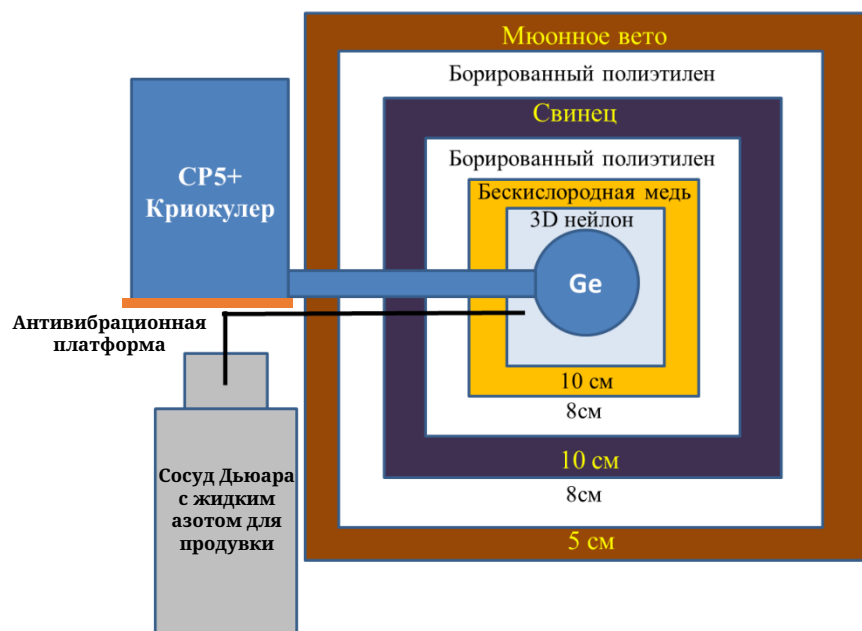 Мюонное вето
Борированный полиэтилен
Свинец
Борированный полиэтилен
Бескислородная медь
3D нейлон
Ge
CP5+
Криокулер
Антивибрационная
платформа
10 см
8см
10 см
8см
5 см
Сосуд Дьюара
с жидким
азотом для
продувки